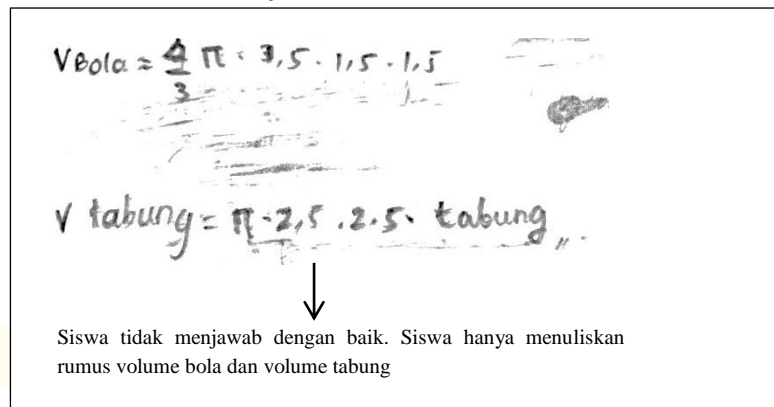 V Bola = 4/3 π · 3,5 · 1,5 · 1,5
V tabung = π · 2,5 . 2.5 . tabung,,.
Siswa tidak menjawab dengan baik. Siswa hanya menuliskan
rumus volume bola dan volume tabung